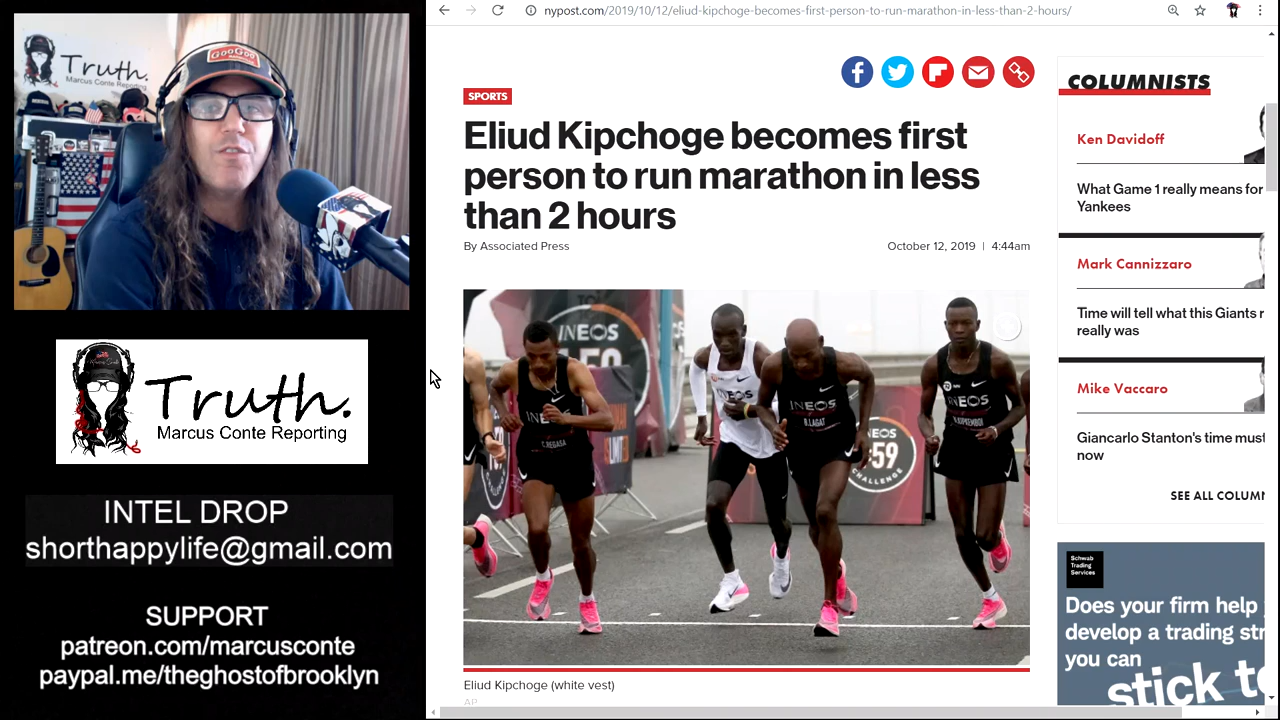 nypost.com/2019/10/12/eliud-kipchoge-becomes-first-person-to-run-marathon-in-less-than-2-hours/
Truth.
Marcus Conte Reporting
GooGoo
Truth.
Marcus Conte Reporting
INTEL DROP
shorthappylife@gmail.com
SUPPORT
patreon.com/marcusconte
paypal.me/theghostofbrooklyn
SPORTS
Eliud Kipchoge becomes first
person to run marathon in less
than 2 hours
By Associated Press
October 12, 2019 | 4:44am
INEOS
INEOS
C.REGASA
INEOS
INEOS
B.LAGAT
INEOS
INEOS
:59
CHALLENGE
Eliud Kipchoge (white vest)
AP
COLUMNISTS
Ken Davidoff
What Game 1 really means for
Yankees
Mark Cannizzaro
Time will tell what this Giants r
really was
Mike Vaccaro
Giancarlo Stanton's time must
now
SEE ALL COLUMN
Schwab
Trading
Services
Does your firm help
develop a trading str
you can
stick to